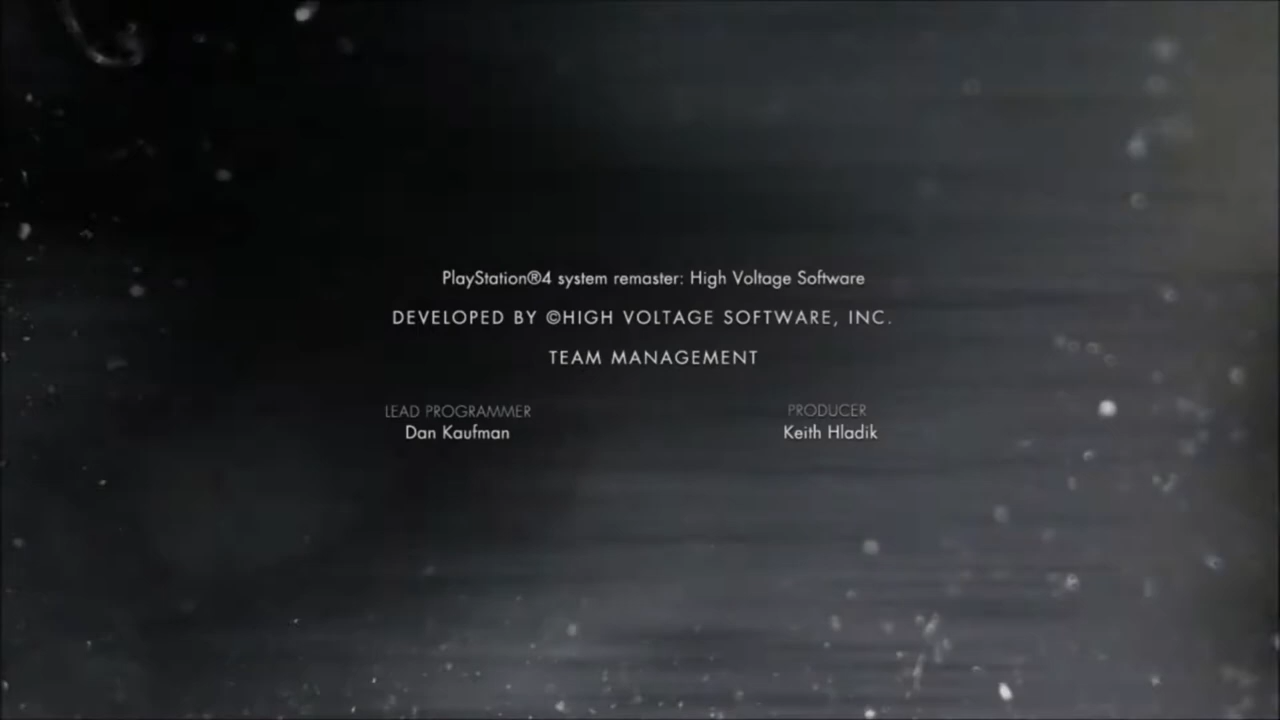 PlayStation®4 system remaster: High Voltage Software
DEVELOPED BY ©HIGH VOLTAGE SOFTWARE, INC.
TEAM MANAGEMENT
LEAD PROGRAMMER
Dan Kaufman
PRODUCER
Keith Hladik